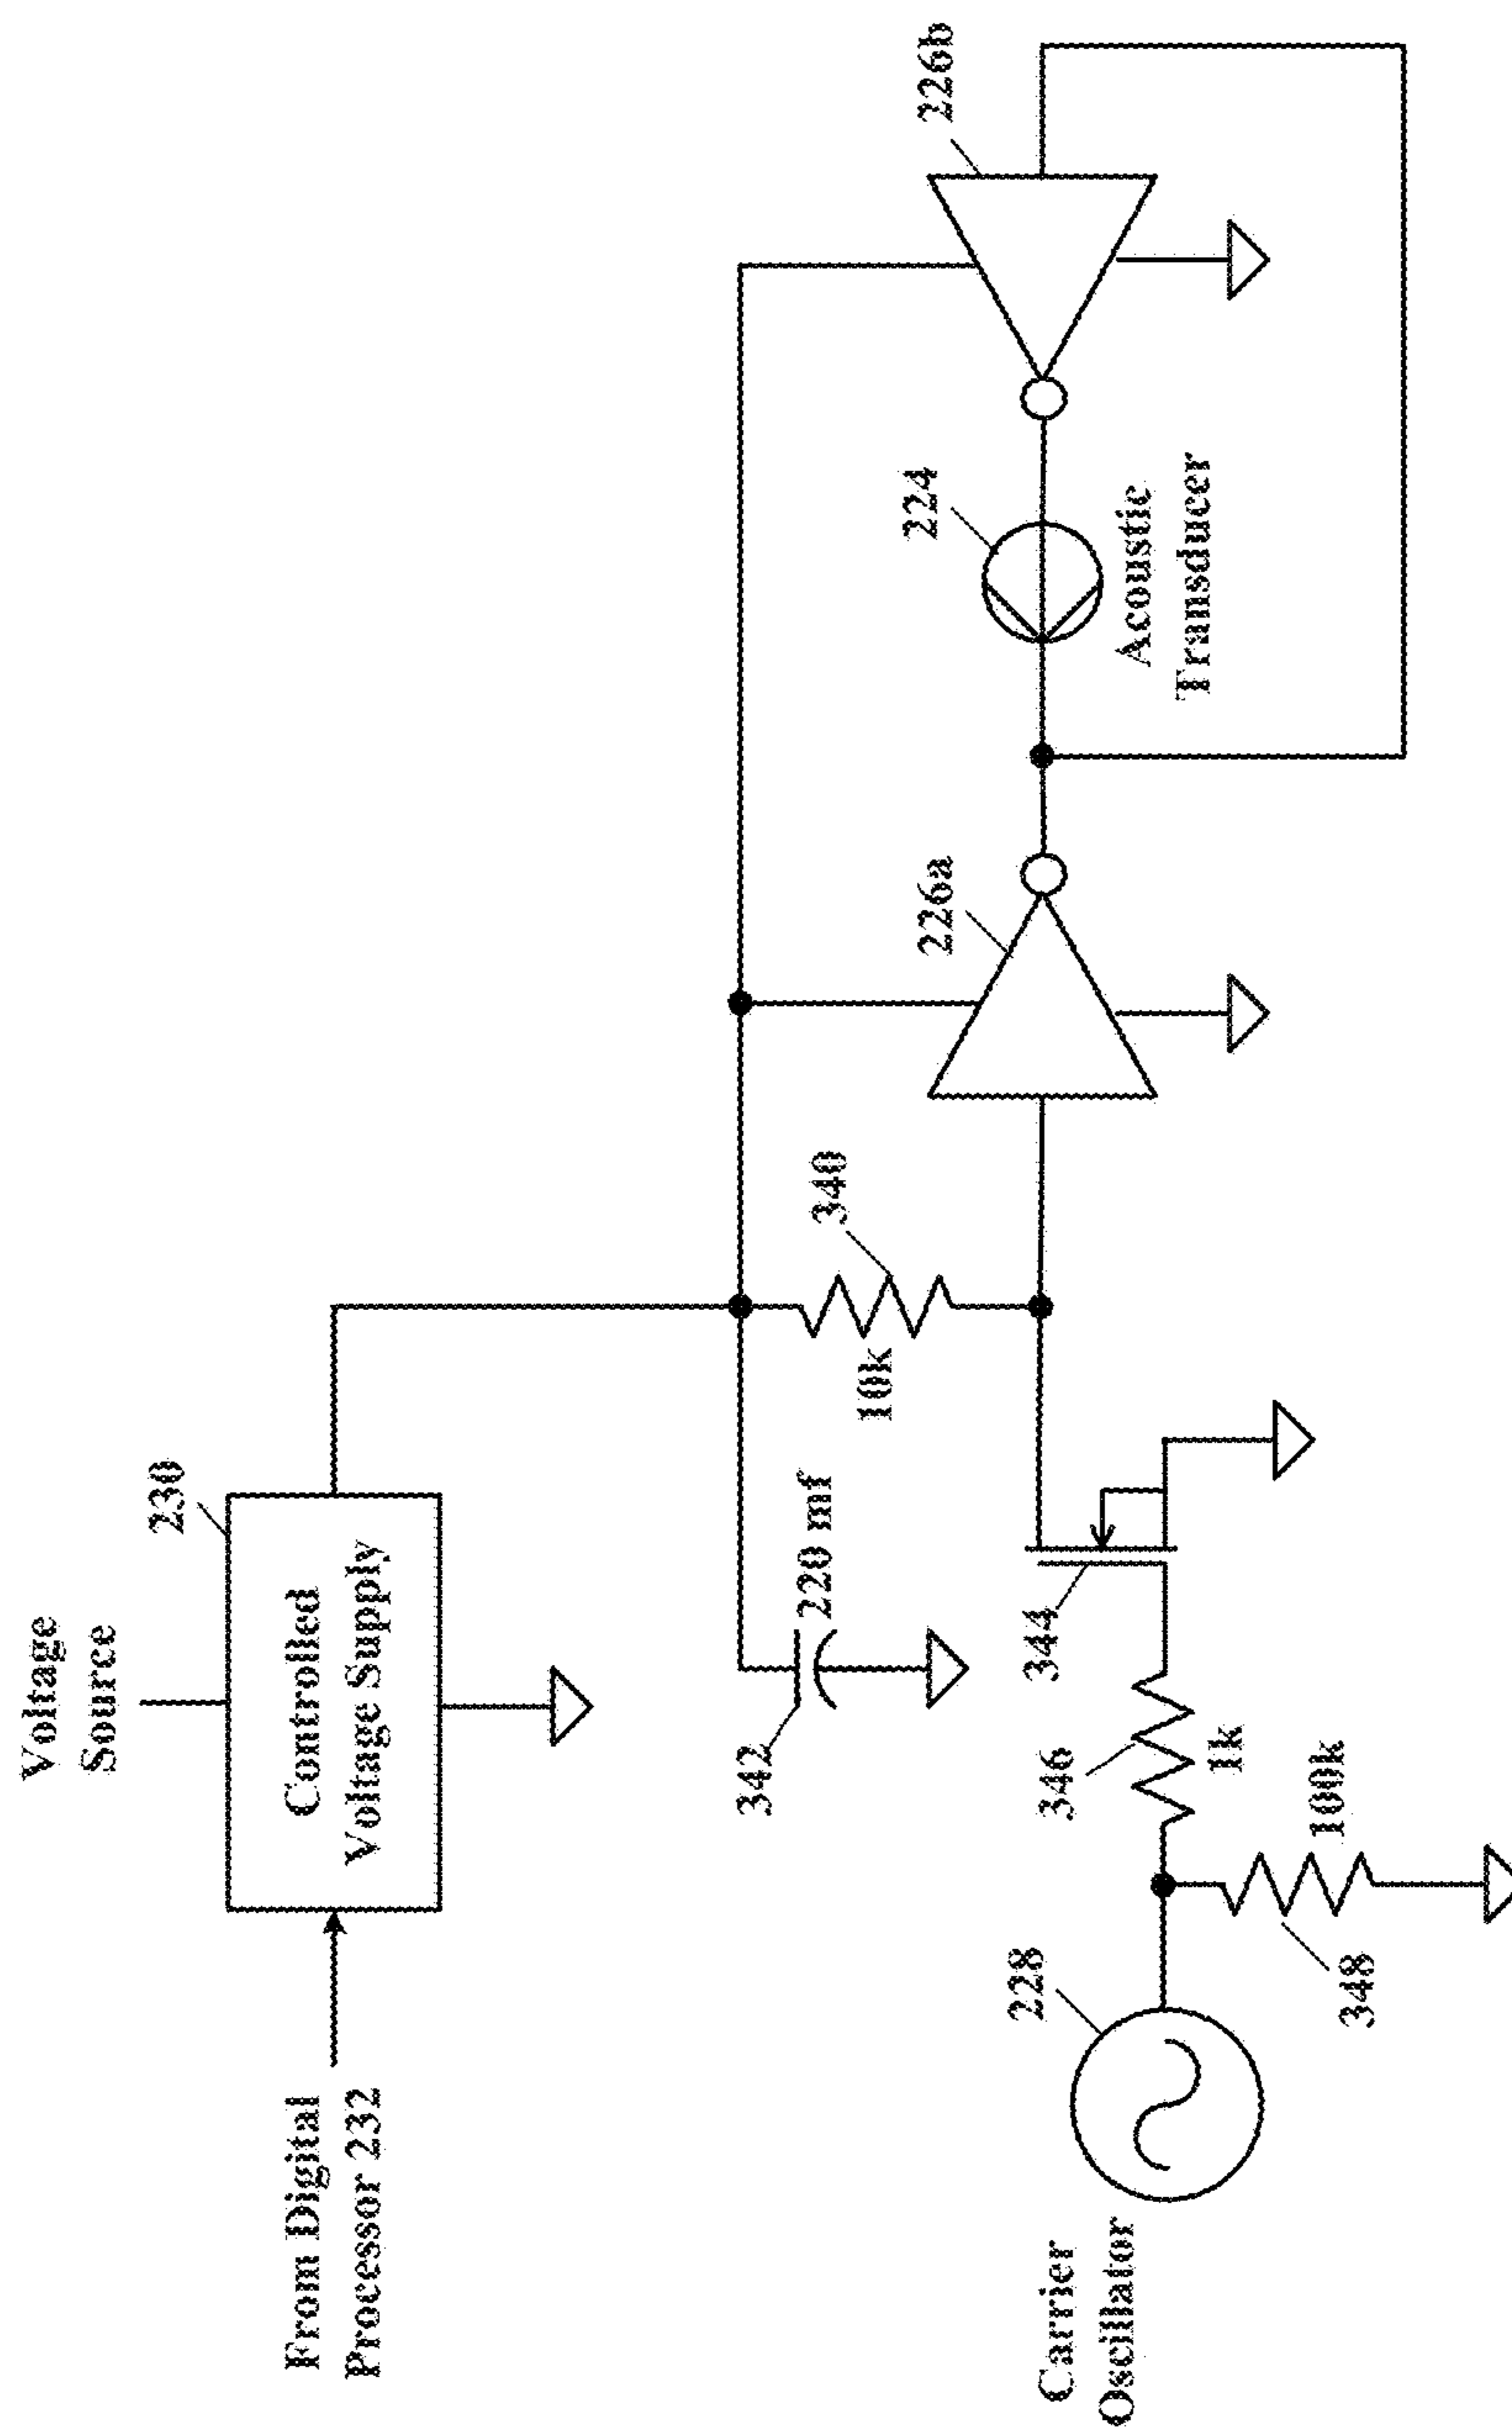 Voltage
Source
230
Controlled
Voltage Supply
From Digital
Processor 232
342
220 mf
340
10k
226a
226b
224
Acoustic
Transducer
344
346
1k
228
Carrier
Oscillator
100k
348